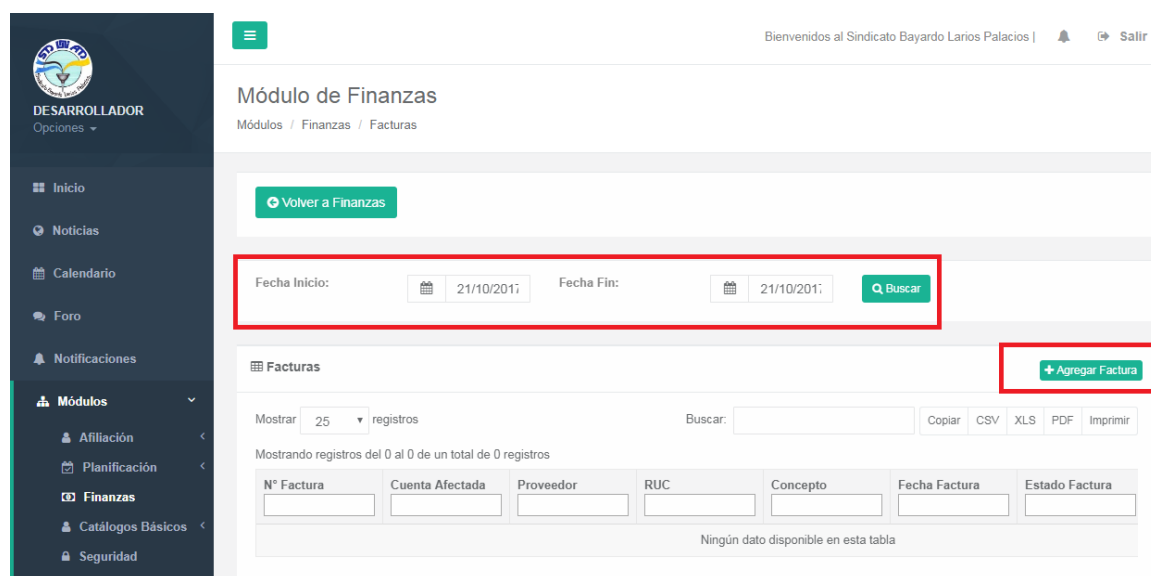 Bienvenidos al Sindicato Bayardo Larios Palacios | Salir
DESARROLLADOR
Opciones
Módulo de Finanzas
Módulos / Finanzas / Facturas
Inicio
Noticias
Calendario
Foro
Notificaciones
Módulos
Afiliación
Planificación
Finanzas
Catálogos Básicos
Seguridad
Volver a Finanzas
Fecha Inicio: 21/10/2017 Fecha Fin: 21/10/201 Buscar
Facturas
Agregar Factura
Mostrar 25 registros Buscar: Copiar CSV XLS PDF Imprimir
Mostrando registros del 0 al 0 de un total de 0 registros
N° Factura Cuenta Afectada Proveedor RUC Concepto Fecha Factura Estado Factura
Ningún dato disponible en esta tabla